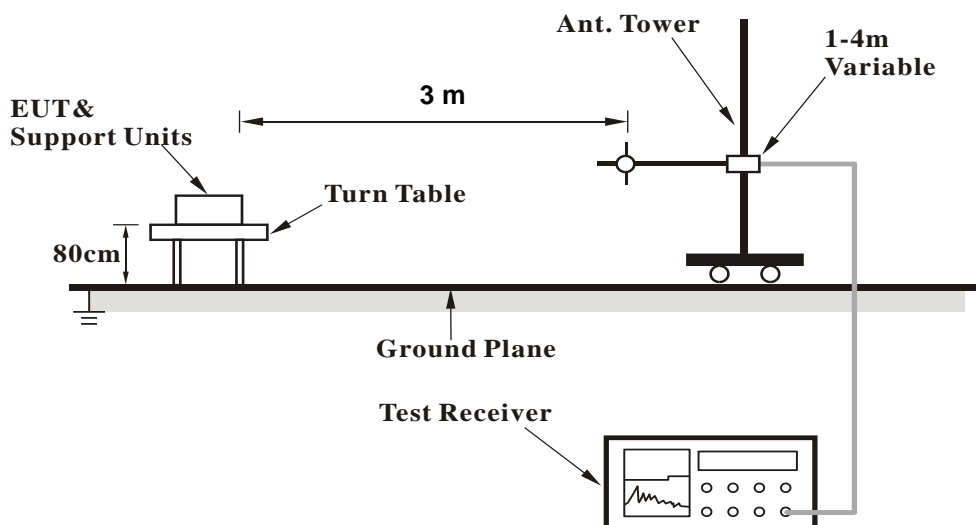 Ant. Tower
1-4m
Variable
3 m
EUT&
Support Units
Turn Table
80cm
Ground Plane
Test Receiver